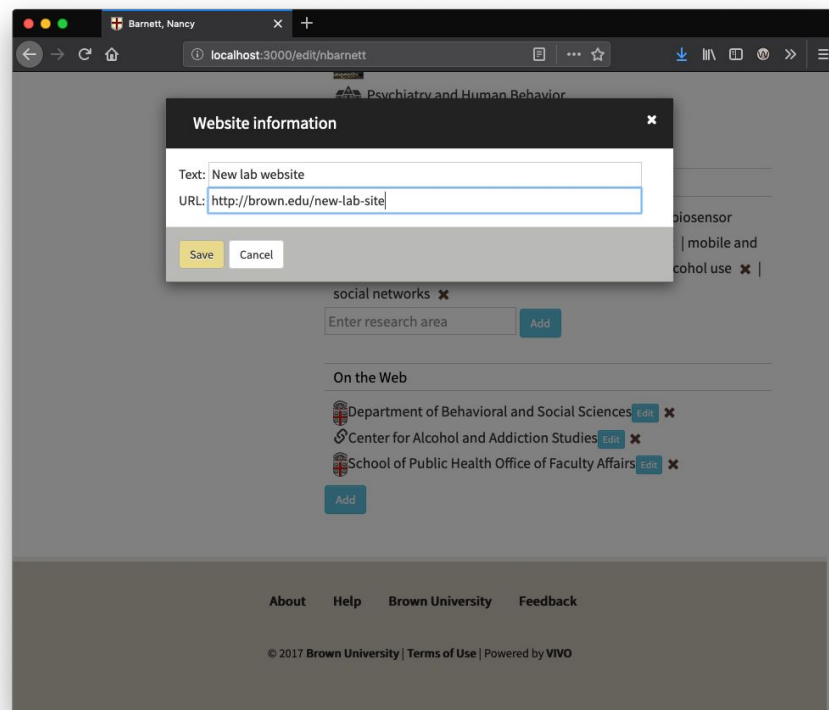 Barnett, Nancy
localhost:3000/edit/nbarnett
Psychiatry and Human Behavior
Website information
Text: New lab website
URL: http://brown.edu/new-lab-site
Save Cancel
biosensor
| mobile and
cohol use ✖ |
social networks ✖
Enter research area Add
On the Web
Department of Behavioral and Social Sciences Edit ✖
Center for Alcohol and Addiction Studies Edit ✖
School of Public Health Office of Faculty Affairs Edit ✖
Add
About Help Brown University Feedback
© 2017 Brown University | Terms of Use | Powered by VIVO